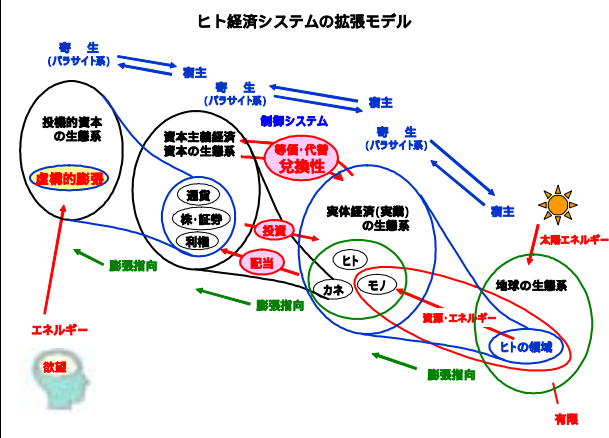 ヒト経済システムの拡張モデル
寄　生
(パラサイト系)
宿主
寄　生
(パラサイト系)
宿主
制御システム
寄　生
(パラサイト系)
宿主
投機的資本
の生態系
虚構的膨張
資本主義経済
資本の生態系
等価・代替
兌換性
通貨
株・証券
利権
投資
配当
実体経済(実業)
の生態系
ヒト
カネ
モノ
太陽エネルギー
地球の生態系
資源・エネルギー
ヒトの領域
膨張指向
膨張指向
膨張指向
エネルギー
欲望
有限